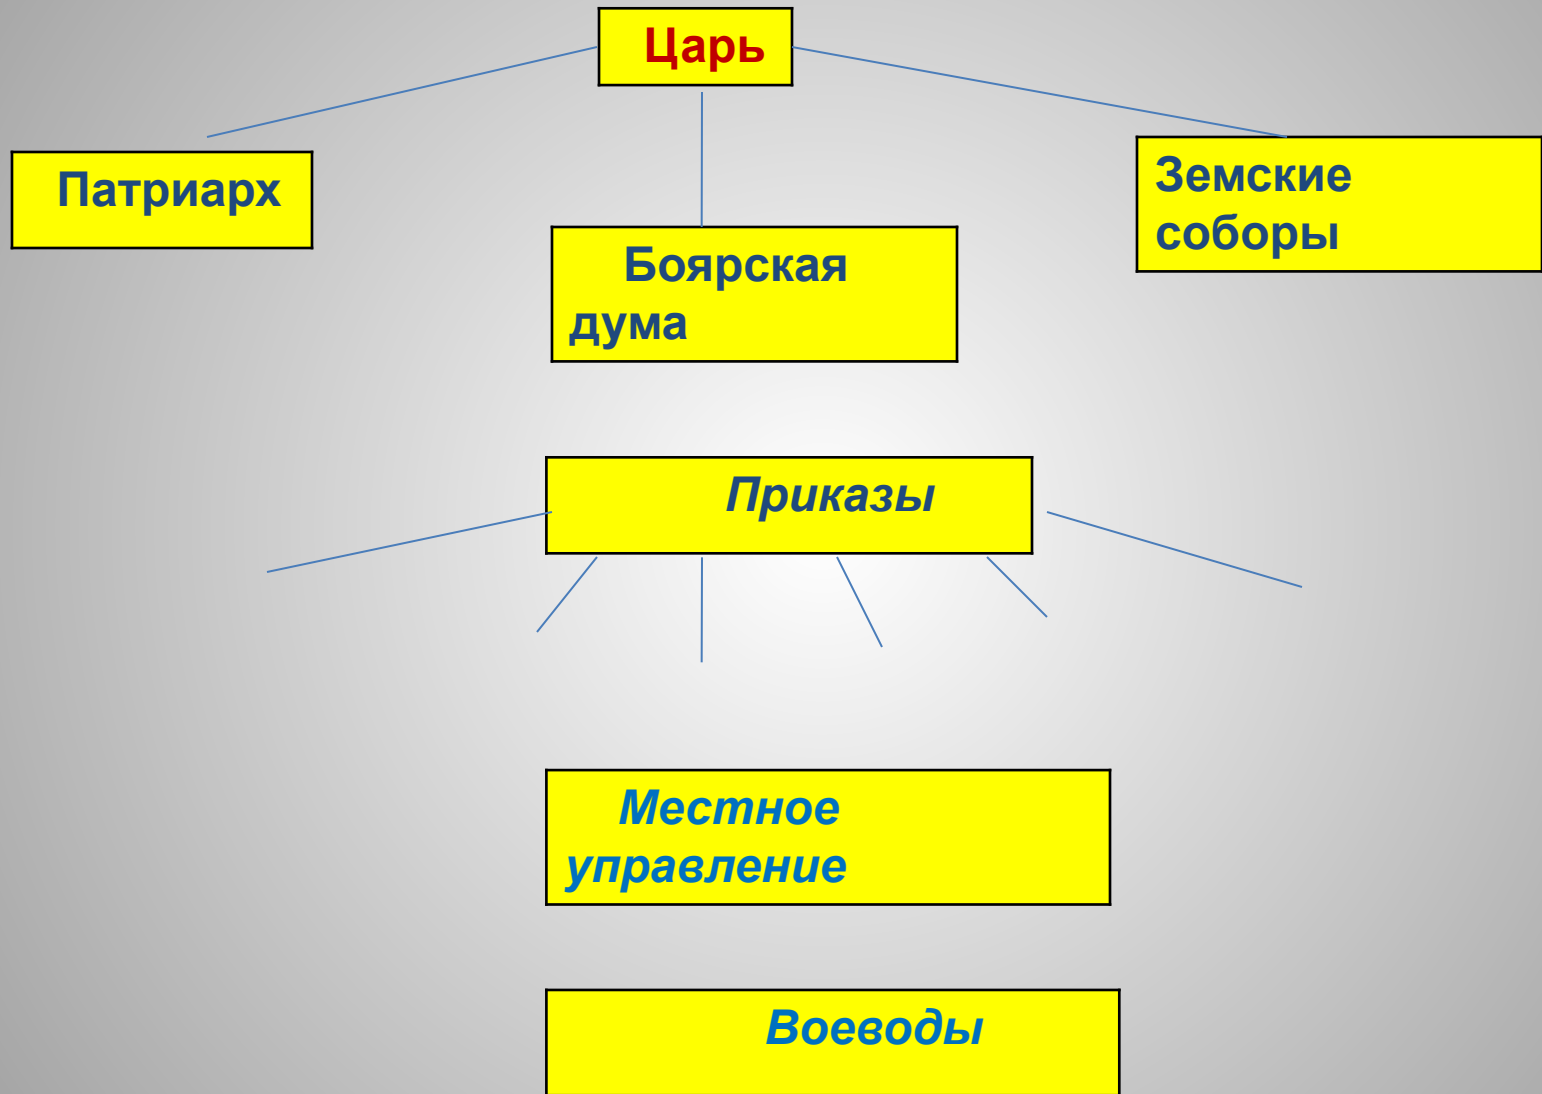 Царь
Патриарх
Земские
соборы
Боярская
дума
Приказы
Местное
управление
Воеводы